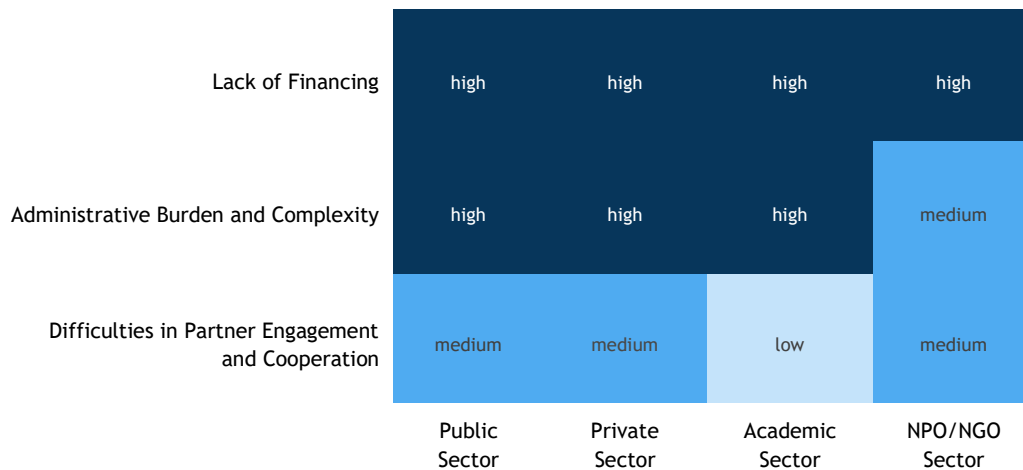 Lack of Financing high high high high
Administrative Burden and Complexity high high high medium
Difficulties in Partner Engagement
and Cooperation medium medium low medium
Public Private Academic NPO/NGO
Sector Sector Sector Sector